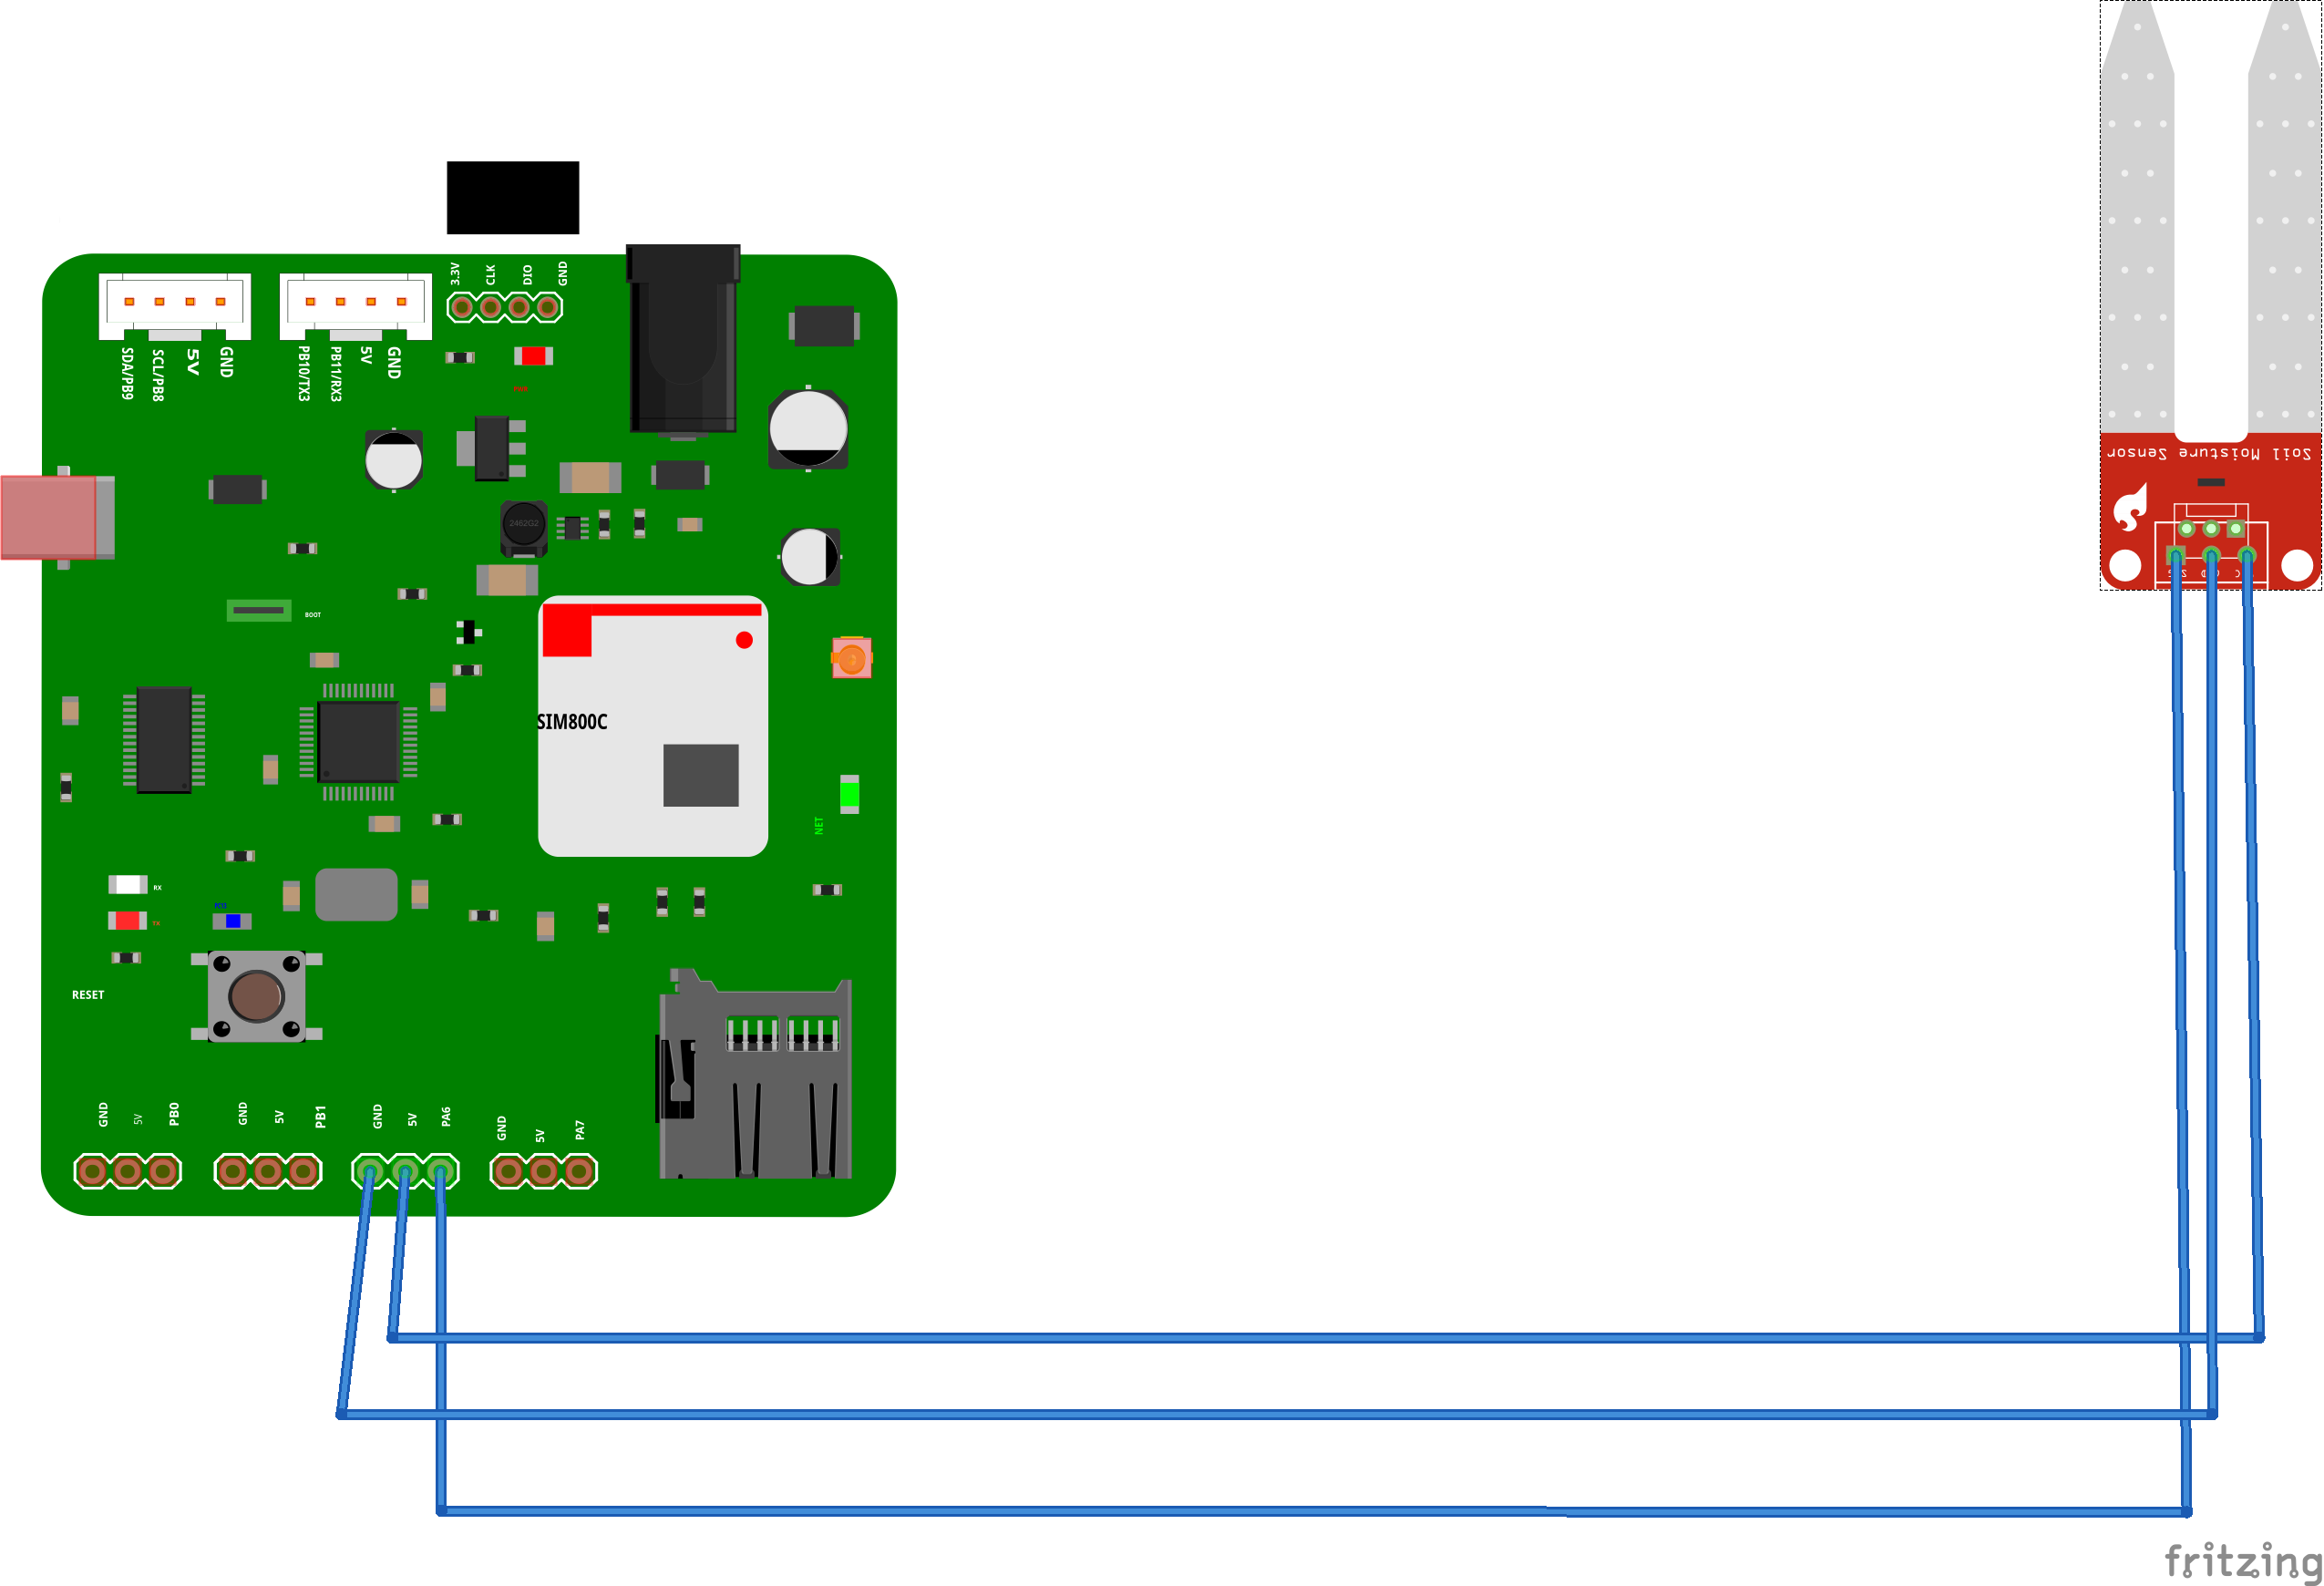 3.3V
CLK
DIO
GND
SDA/PB9
SCL/PB8
5V
GND
PB10/TX3
PB11/RX3
5V
GND
2462G2
BOOT
SIM800C
NET
RX
TX
RESET
GND
5V
PB0
GND
5V
PB1
GND
5V
PA6
GND
5V
PA7
Soil Moisture Sensor
fritzing